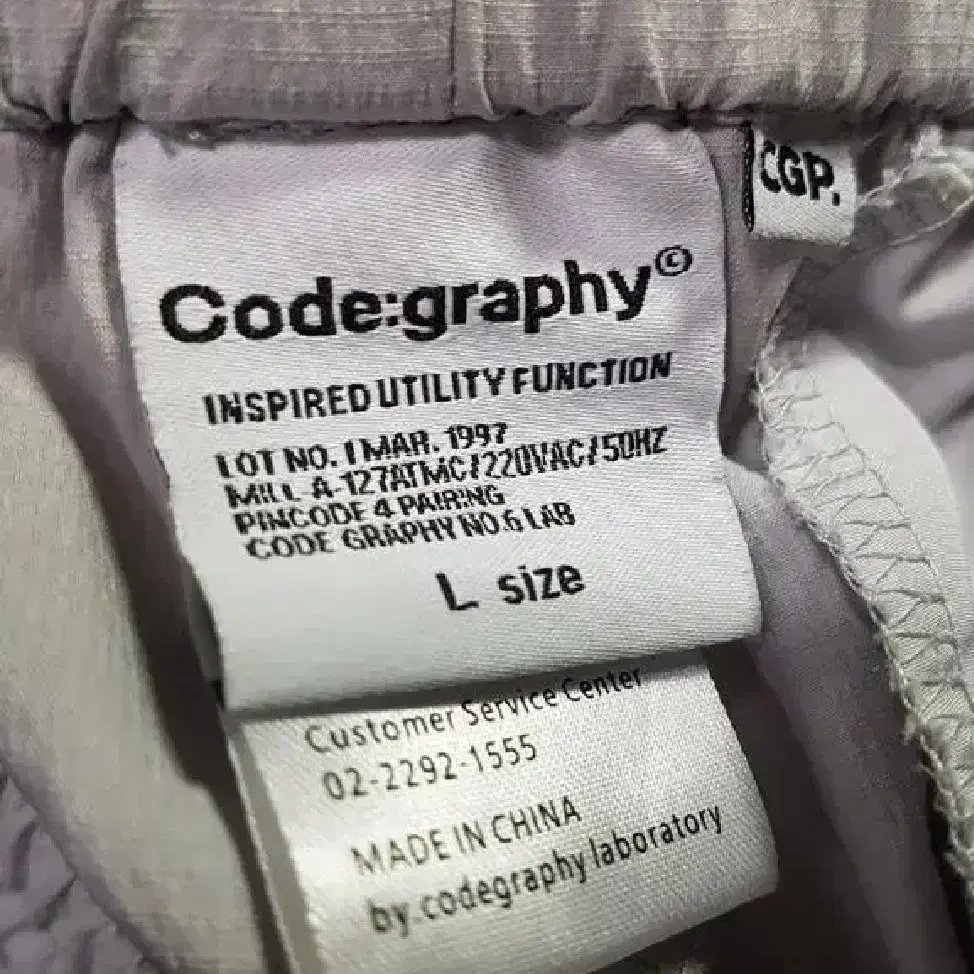 Code:graphy©
INSPIRED UTILITY FUNCTION
LOT NO. 1 MAR. 1997
MILL A-127ATMC/220VAC/50HZ
PINCODE 4 PAIRING
CODE GRAPHY NO.6 LAB
L size
CGP.
Customer Service Center
02-2292-1555
MADE IN CHINA
by.codegraphy laboratory